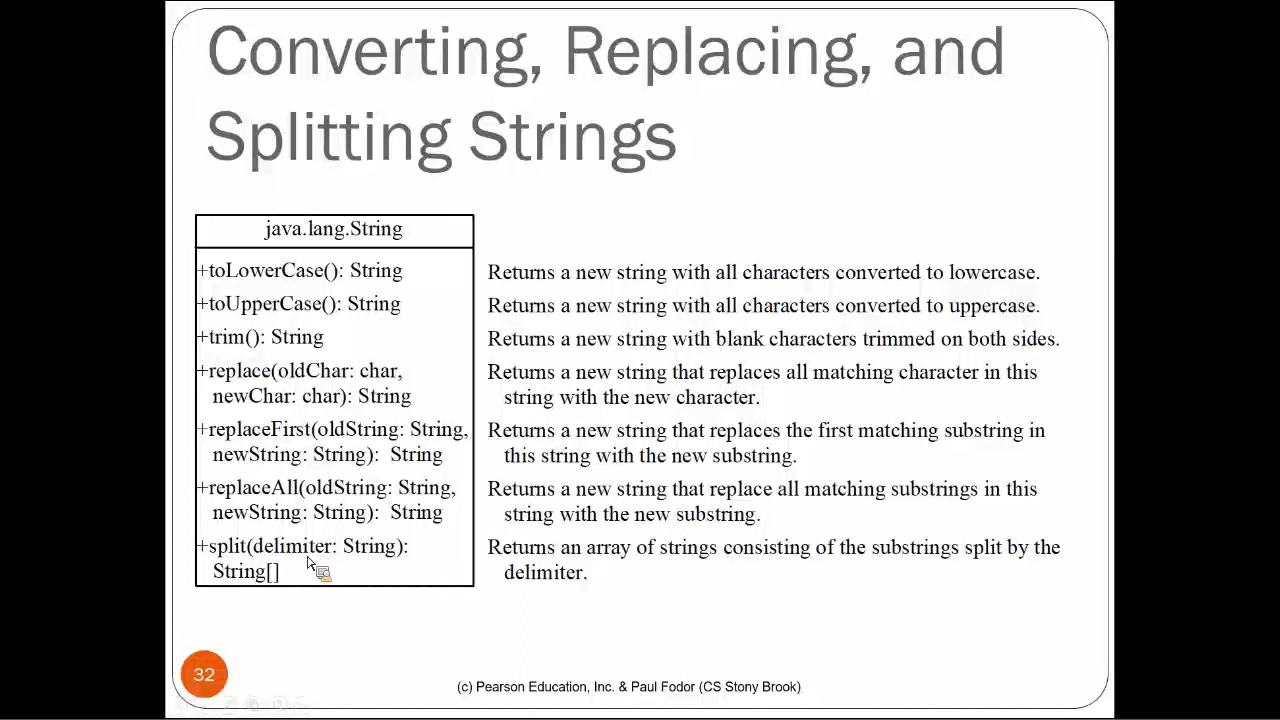 Converting, Replacing, and
Splitting Strings
java.lang.String
+toLowerCase(): String
Returns a new string with all characters converted to lowercase.
+toUpperCase(): String
Returns a new string with all characters converted to uppercase.
+trim(): String
Returns a new string with blank characters trimmed on both sides.
+replace(oldChar: char,
newChar: char): String
Returns a new string that replaces all matching character in this
string with the new character.
+replaceFirst(oldString: String,
newString: String): String
Returns a new string that replaces the first matching substring in
this string with the new substring.
+replaceAll(oldString: String,
newString: String): String
Returns a new string that replace all matching substrings in this
string with the new substring.
+split(delimiter: String):
String[]
Returns an array of strings consisting of the substrings split by the
delimiter.
32
(c) Pearson Education, Inc. & Paul Fodor (CS Stony Brook)